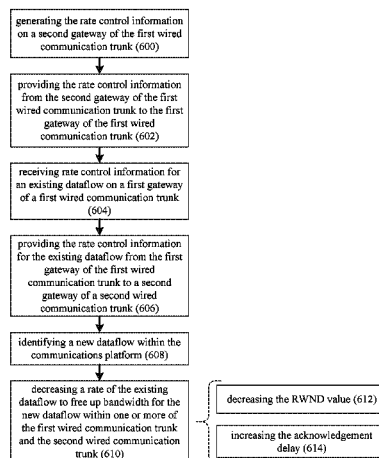 generating the rate control information
on a second gateway of the first wired
communication trunk (600)
providing the rate control information
from the second gateway of the first
wired communication trunk to the first
gateway of the first wired
communication trunk (602)
receiving rate control information for
an existing dataflow on a first gateway
of a first wired communication trunk
(604)
providing the rate control information
for the existing dataflow from the first
gateway of the first wired
communication trunk to a second
gateway of a second wired
communication trunk (606)
identifying a new dataflow within the
communications platform (608)
decreasing a rate of the existing
dataflow to free up bandwidth for the
new dataflow within one or more of
the first wired communication trunk
and the second wired communication
trunk (610)
decreasing the RWND value (612)
increasing the acknowledgement
delay (614)